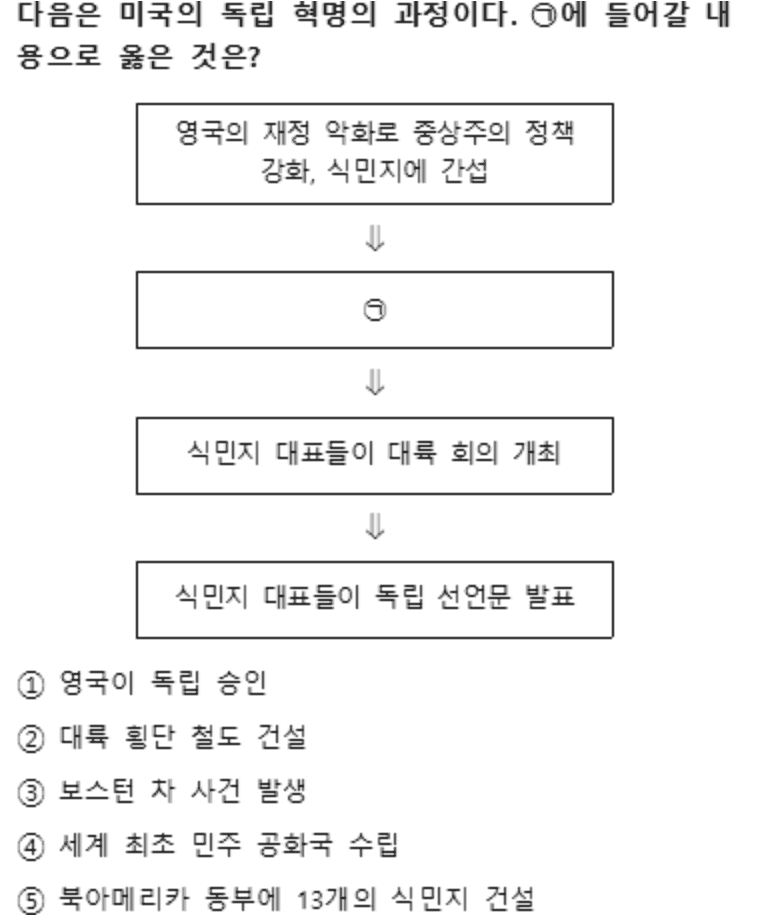 다음은 미국의 독립 혁명의 과정이다. ㉠에 들어갈 내
용으로 옳은 것은?
영국의 재정 악화로 중상주의 정책
강화, 식민지에 간섭
⇓
㉠
⇓
식민지 대표들이 대륙 회의 개최
⇓
식민지 대표들이 독립 선언문 발표
① 영국이 독립 승인
② 대륙 횡단 철도 건설
③ 보스턴 차 사건 발생
④ 세계 최초 민주 공화국 수립
⑤ 북아메리카 동부에 13개의 식민지 건설